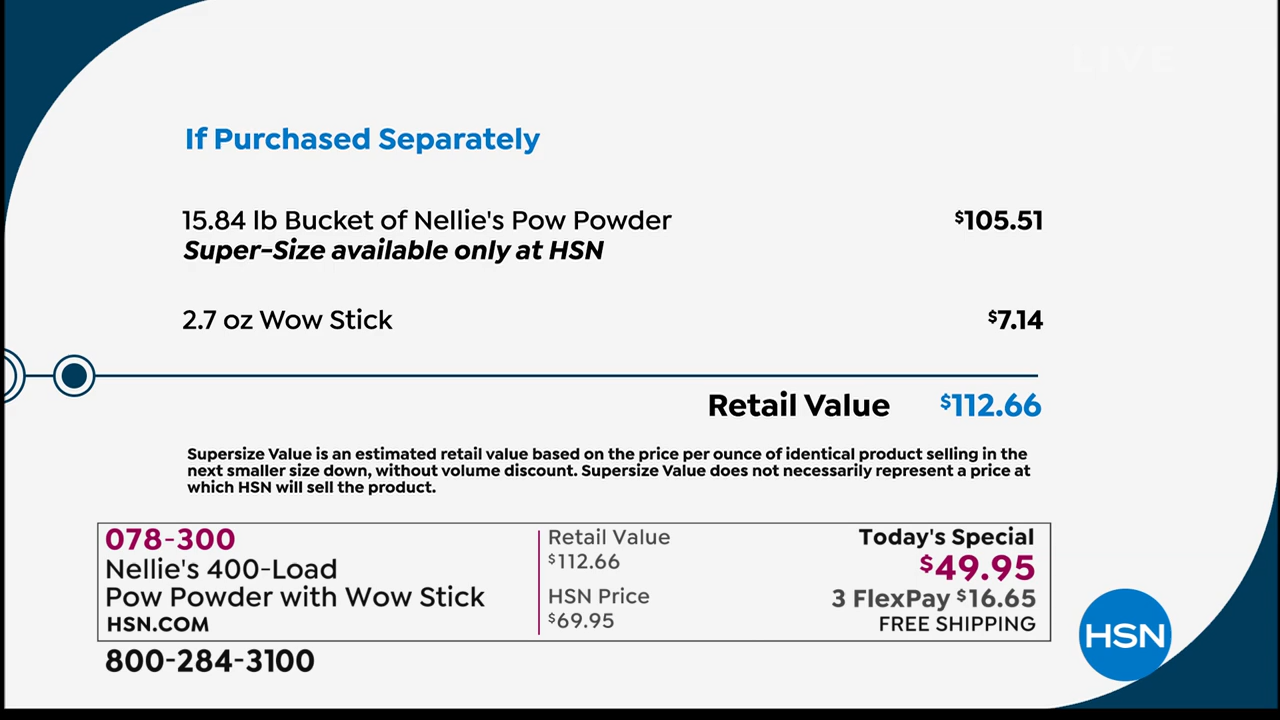 LIVE
If Purchased Separately
15.84 lb Bucket of Nellie's Pow Powder $105.51
Super-Size available only at HSN
2.7 oz Wow Stick $7.14
Retail Value $112.66
Supersize Value is an estimated retail value based on the price per ounce of identical product selling in the
next smaller size down, without volume discount. Supersize Value does not necessarily represent a price at
which HSN will sell the product.
078-300
Nellie's 400-Load
Pow Powder with Wow Stick
HSN.COM
Retail Value
$112.66
HSN Price
$69.95
Today's Special
$49.95
3 FlexPay $16.65
FREE SHIPPING
800-284-3100
HSN